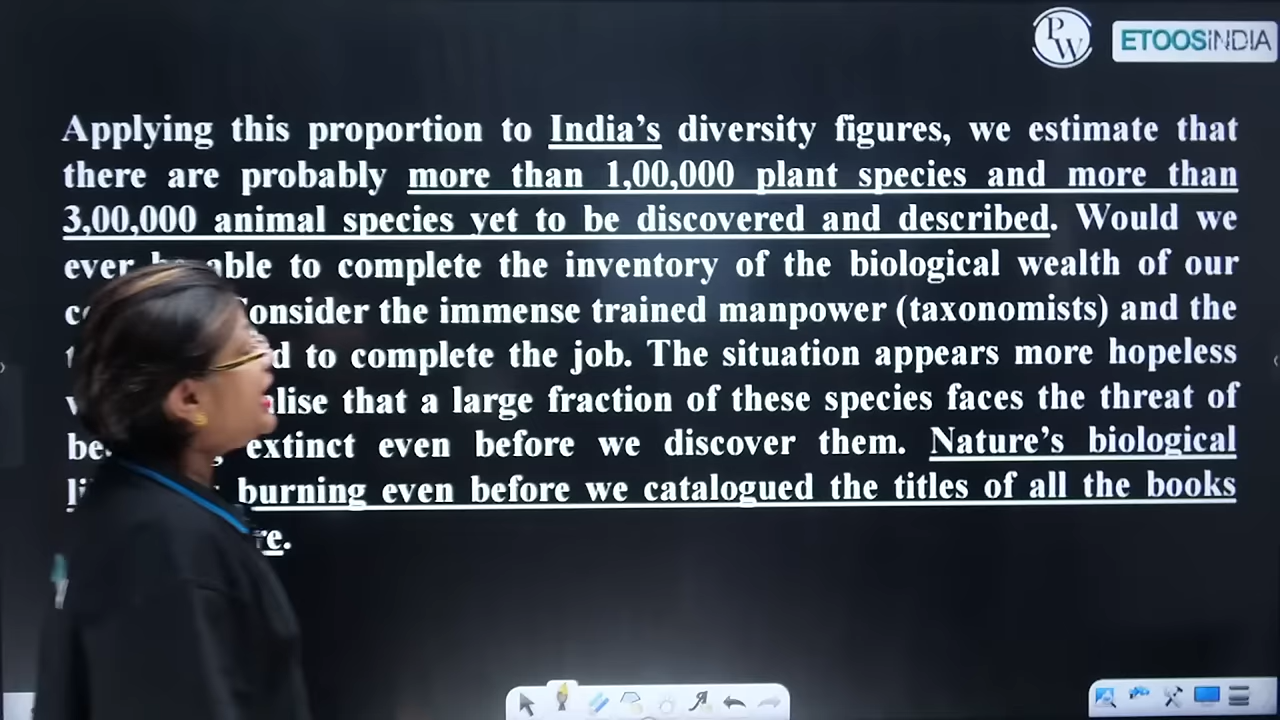 PW
ETOOSINDIA
Applying this proportion to India's diversity figures, we estimate that
there are probably more than 1,00,000 plant species and more than
3,00,000 animal species yet to be discovered and described. Would we
ever able to complete the inventory of the biological wealth of our
onsider the immense trained manpower (taxonomists) and the
d to complete the job. The situation appears more hopeless
alise that a large fraction of these species faces the threat of
be extinct even before we discover them. Nature's biological
li burning even before we catalogued the titles of all the books
re.